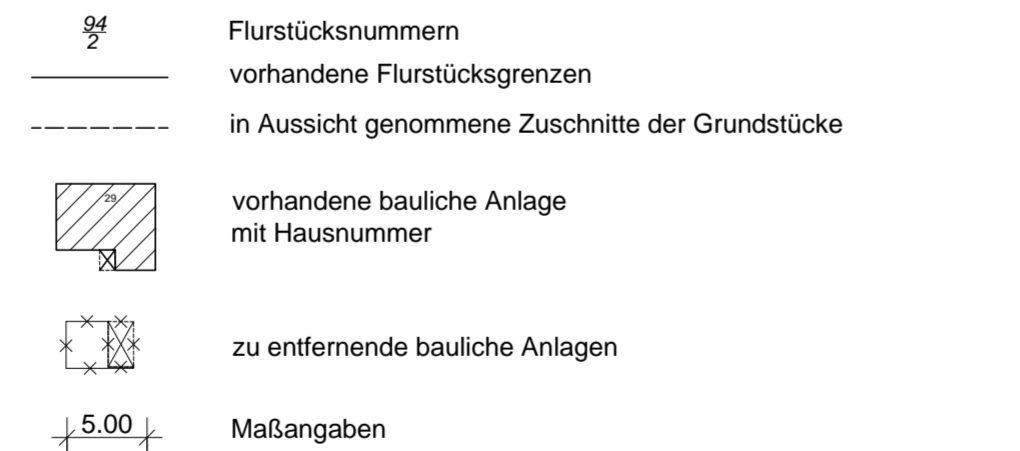 94
2 Flurstücksnummern
vorhandene Flurstücksgrenzen
in Aussicht genommene Zuschnitte der Grundstücke
29
vorhandene bauliche Anlage
mit Hausnummer
zu entfernende bauliche Anlagen
5.00 Maßangaben